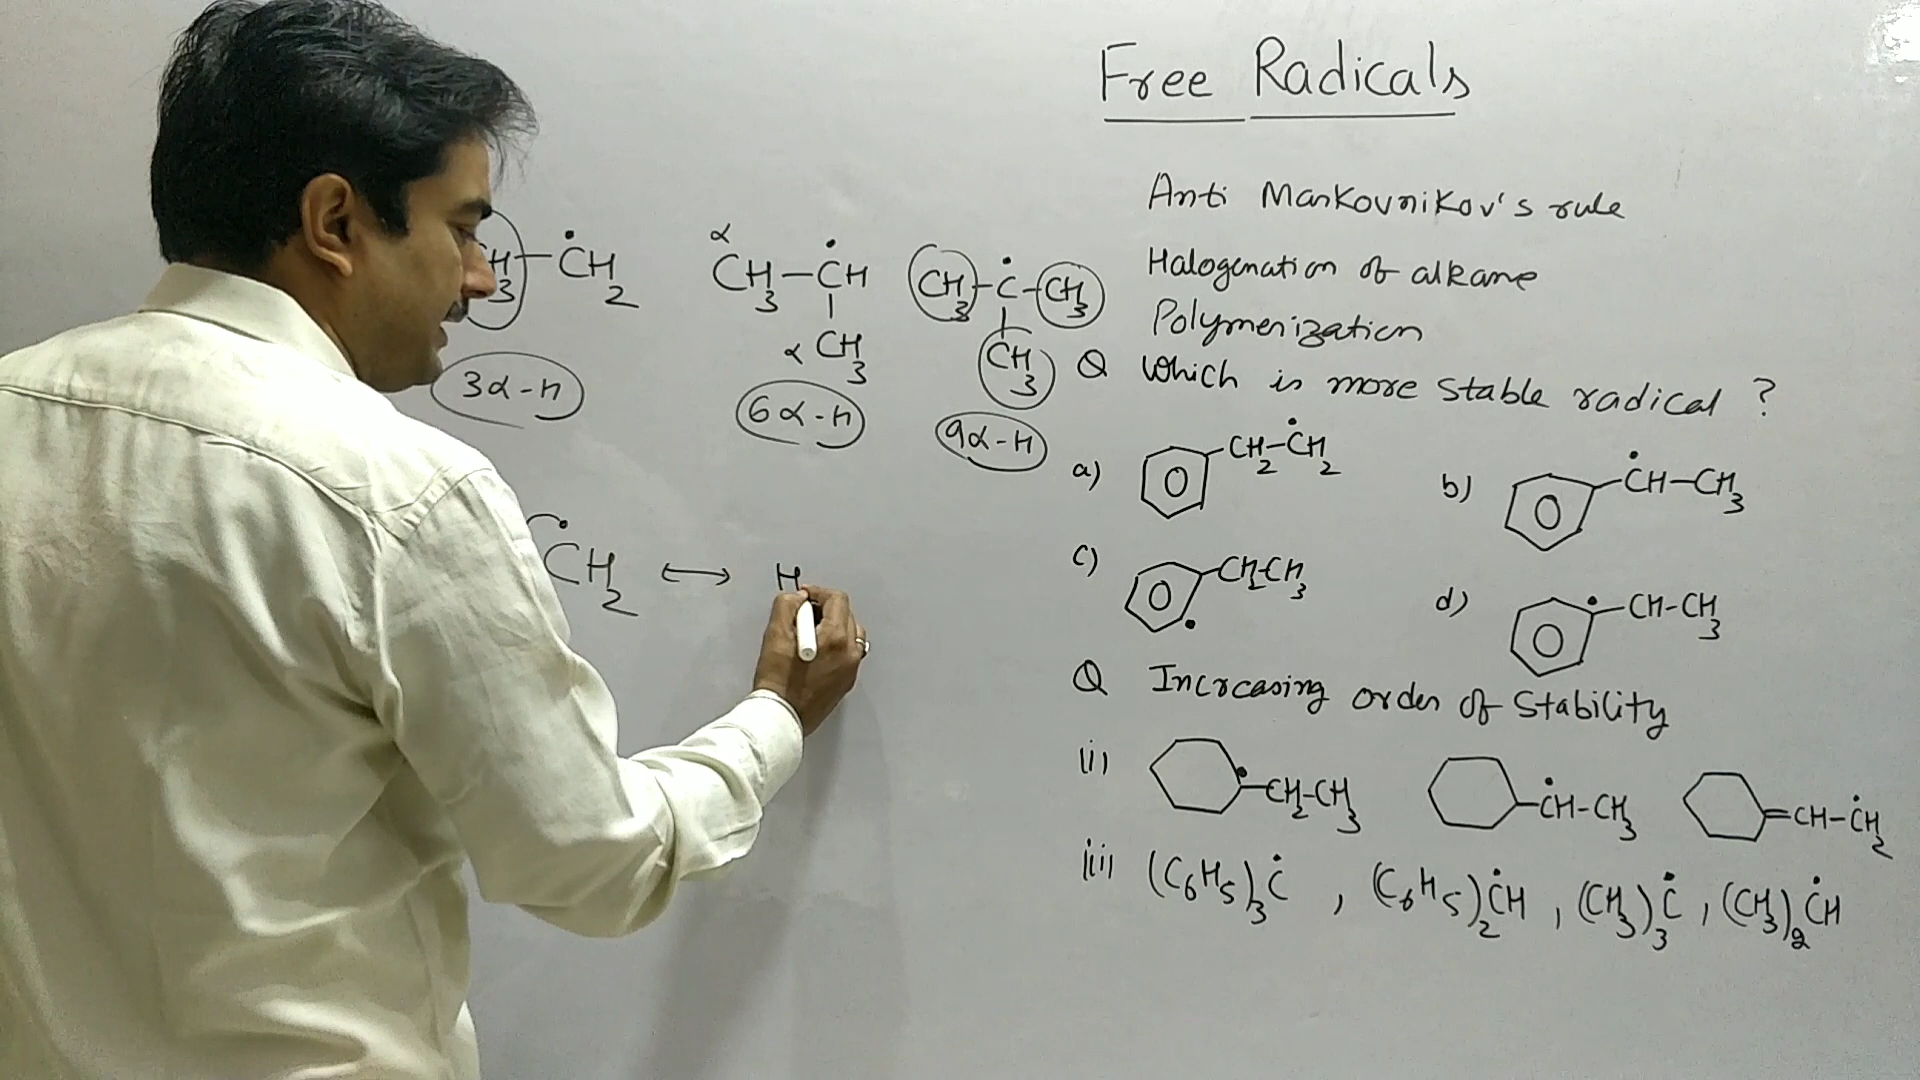 Free Radicals
Anti Markovnikov's rule
Halogenation of alkane
Polymerization
H3–ĊH2
α
CH3–ĊH
α CH3
CH3–Ċ–CH3
CH3
3α-H
6α-H
9α-H
ĊH2 ↔ H
Q Which is more stable radical ?
a) CH2–ĊH2
b) ĊH–CH3
c) CH2-CH3
d) CH-CH3
Q Increasing order of Stability
(i) CH2-CH3 ĊH-CH3 =CH-ĊH2
(ii) (C6H5)3Ċ , (C6H5)2ĊH , (CH3)3Ċ , (CH3)2ĊH